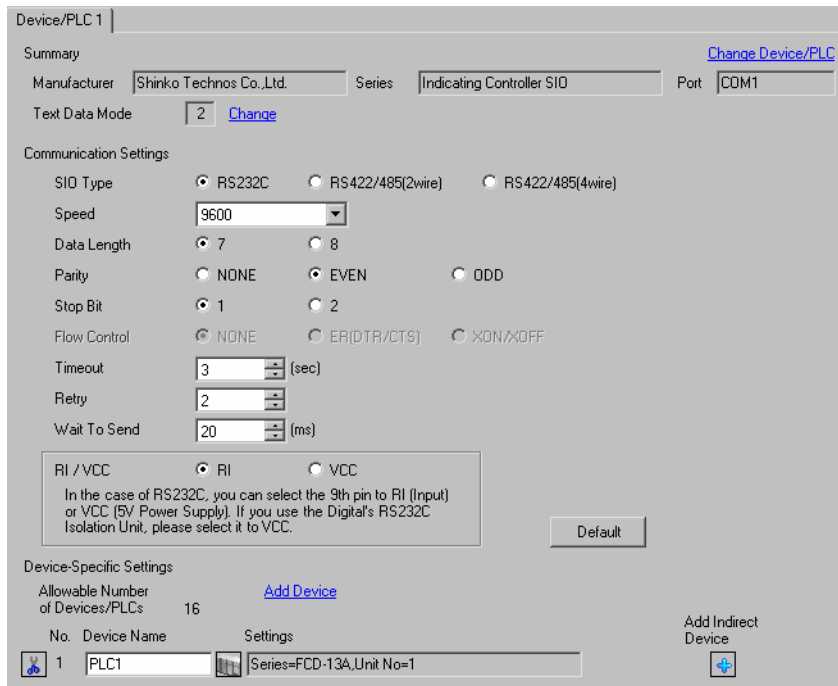 Device/PLC 1
Summary
Change Device/PLC
Manufacturer Shinko Technos Co.,Ltd. Series Indicating Controller SIO Port COM1
Text Data Mode 2 Change
Communication Settings
SIO Type RS232C RS422/485(2wire) RS422/485(4wire)
Speed 9600
Data Length 7 8
Parity NONE EVEN ODD
Stop Bit 1 2
Flow Control NONE ER(DTR/CTS) XON/XOFF
Timeout 3 (sec)
Retry 2
Wait To Send 20 (ms)
RI / VCC RI VCC
In the case of RS232C, you can select the 9th pin to RI (Input)
or VCC (5V Power Supply). If you use the Digital's RS232C
Isolation Unit, please select it to VCC.
Default
Device-Specific Settings
Allowable Number
of Devices/PLCs 16
Add Device
Add Indirect
Device
No. Device Name Settings
1 PLC1 Series=FCD-13A,Unit No=1